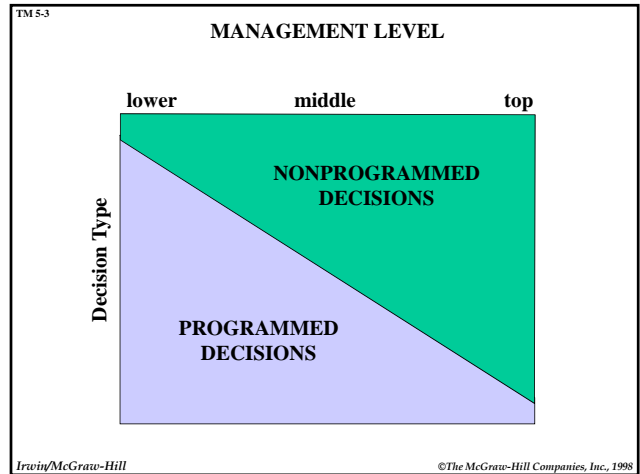 TM 5-3
MANAGEMENT LEVEL
lower middle top
NONPROGRAMMED
DECISIONS
Decision Type
PROGRAMMED
DECISIONS
Irwin/McGraw-Hill ©The McGraw-Hill Companies, Inc., 1998